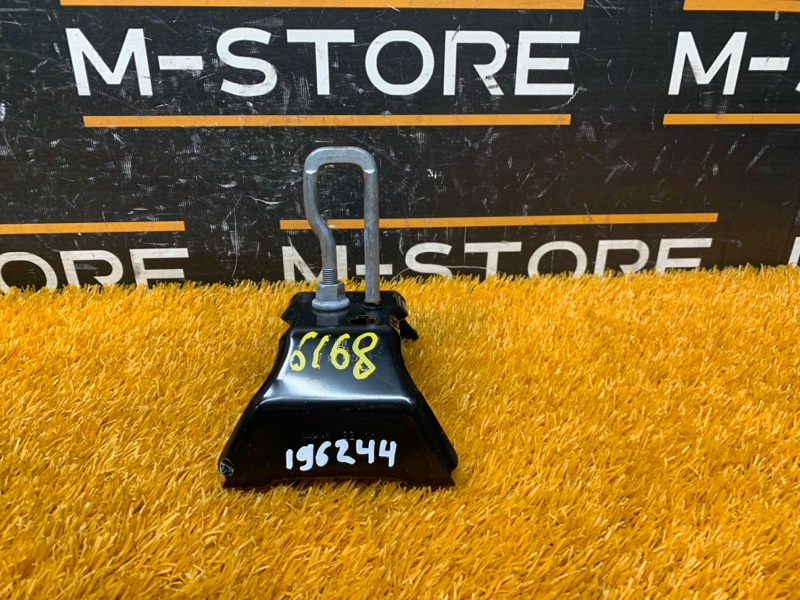 M-STORE
M-S
ORE
M-STORE
6168
196244